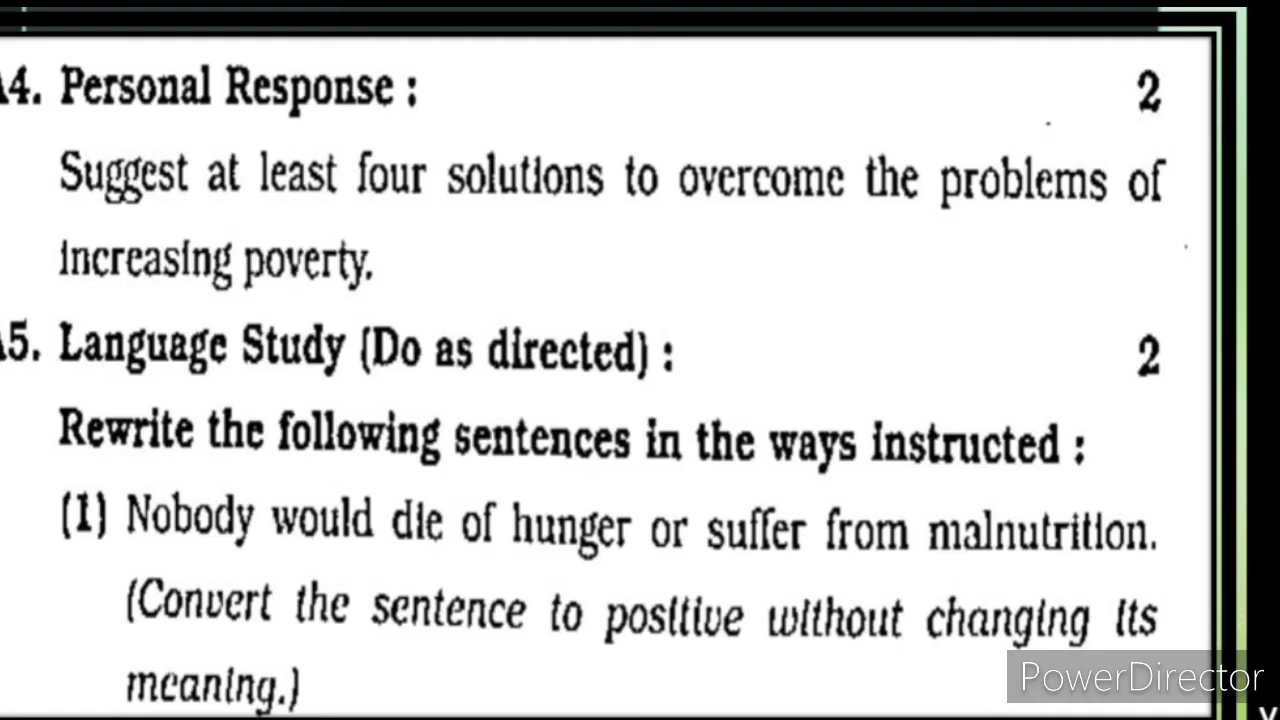 A4. Personal Response : 2
Suggest at least four solutions to overcome the problems of
increasing poverty.
A5. Language Study (Do as directed) : 2
Rewrite the following sentences in the ways instructed :
(1) Nobody would die of hunger or suffer from malnutrition.
(Convert the sentence to positive without changing its
meaning.)
PowerDirector